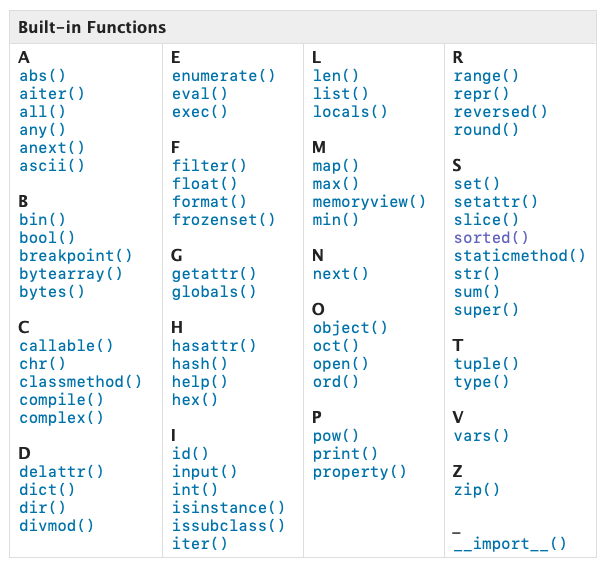 Built-in Functions
A
abs()
aiter()
all()
any()
anext()
ascii()
B
bin()
bool()
breakpoint()
bytearray()
bytes()
C
callable()
chr()
classmethod()
compile()
complex()
D
delattr()
dict()
dir()
divmod()
E
enumerate()
eval()
exec()
F
filter()
float()
format()
frozenset()
G
getattr()
globals()
H
hasattr()
hash()
help()
hex()
I
id()
input()
int()
isinstance()
issubclass()
iter()
L
len()
list()
locals()
M
map()
max()
memoryview()
min()
N
next()
O
object()
oct()
open()
ord()
P
pow()
print()
property()
R
range()
repr()
reversed()
round()
S
set()
setattr()
slice()
sorted()
staticmethod()
str()
sum()
super()
T
tuple()
type()
V
vars()
Z
zip()
_
__import__()